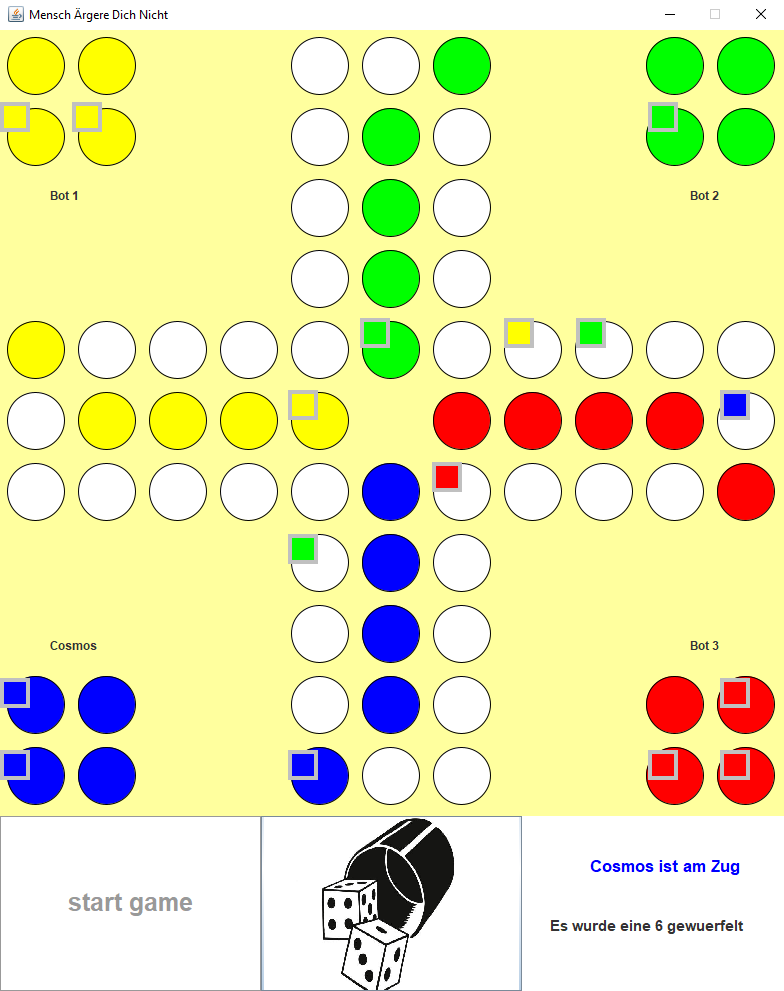 Mensch Ärgere Dich Nicht
Bot 1
Bot 2
Cosmos
Bot 3
start game
Cosmos ist am Zug
Es wurde eine 6 gewuerfelt